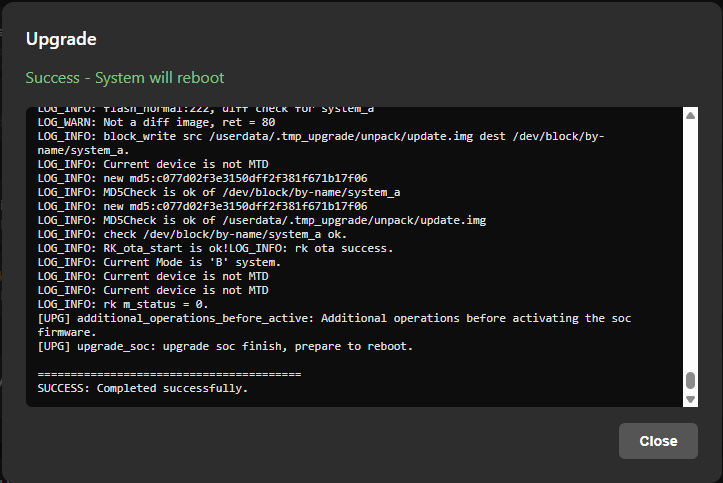 Upgrade
Success - System will reboot
LOG_INFO: flash_normal:222, diff check for system_a
LOG_WARN: Not a diff image, ret = 80
LOG_INFO: block_write src /userdata/.tmp_upgrade/unpack/update.img dest /dev/block/by-
name/system_a.
LOG_INFO: Current device is not MTD
LOG_INFO: new md5:c077d02f3e3150dff2f381f671b17f06
LOG_INFO: MD5Check is ok of /dev/block/by-name/system_a
LOG_INFO: new md5:c077d02f3e3150dff2f381f671b17f06
LOG_INFO: MD5Check is ok of /userdata/.tmp_upgrade/unpack/update.img
LOG_INFO: check /dev/block/by-name/system_a ok.
LOG_INFO: RK_ota_start is ok!LOG_INFO: rk ota success.
LOG_INFO: Current Mode is 'B' system.
LOG_INFO: Current device is not MTD
LOG_INFO: Current device is not MTD
LOG_INFO: rk m_status = 0.
[UPG] additional_operations_before_active: Additional operations before activating the soc
firmware.
[UPG] upgrade_soc: upgrade soc finish, prepare to reboot.
========================================
SUCCESS: Completed successfully.
Close